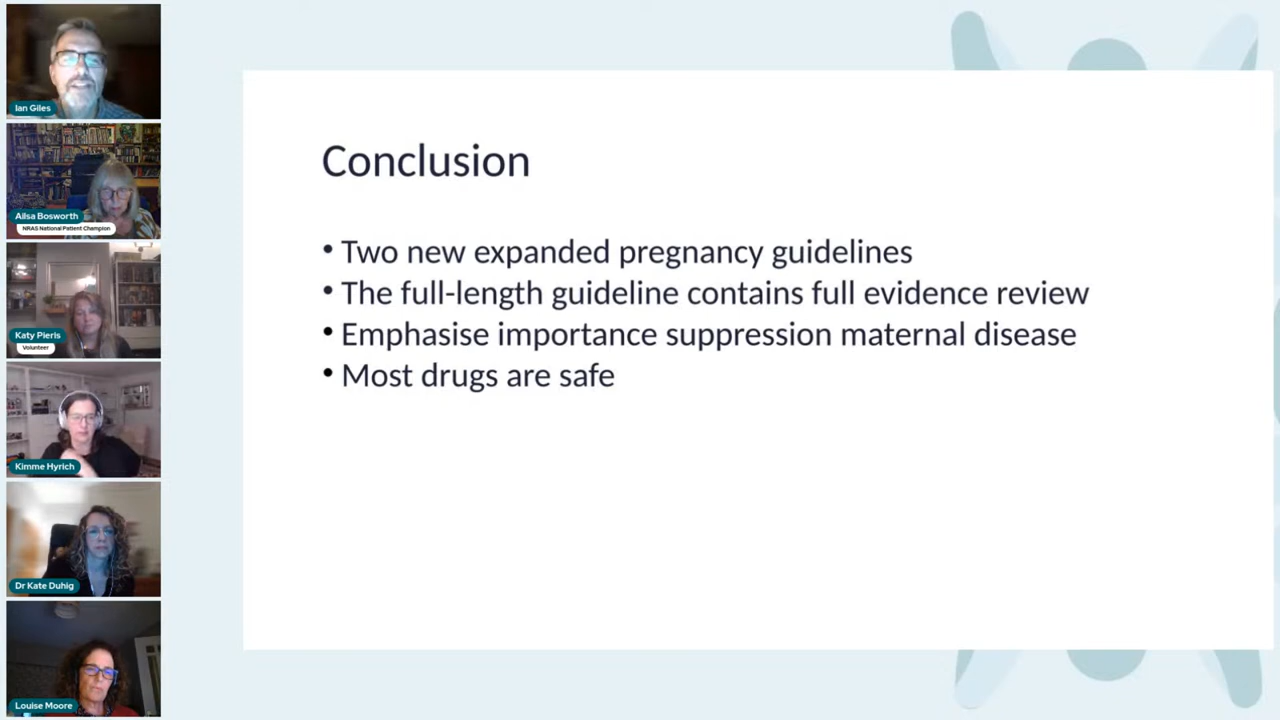 Ian Giles
Ailsa Bosworth
NRAS National Patient Champion
Katy Pieris
Volunteer
Kimme Hyrich
Dr Kate Duhig
Louise Moore
Conclusion
• Two new expanded pregnancy guidelines
• The full-length guideline contains full evidence review
• Emphasise importance suppression maternal disease
• Most drugs are safe